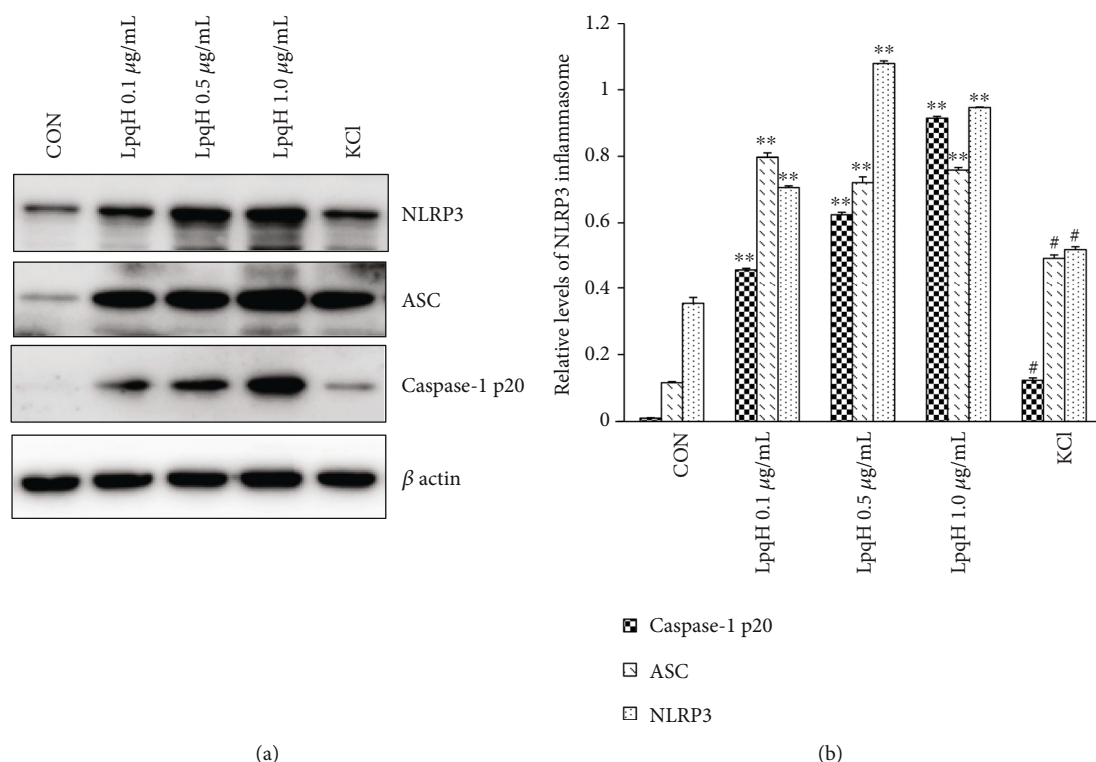 CON
LpqH 0.1 µg/mL
LpqH 0.5 µg/mL
LpqH 1.0 µg/mL
KCl
NLRP3
ASC
Caspase-1 p20
β actin
(a)
Relative levels of NLRP3 inflammasome
1.2
1
0.8
0.6
0.4
0.2
0
**
**
**
**
**
**
**
**
**
#
#
#
CON
LpqH 0.1 µg/mL
LpqH 0.5 µg/mL
LpqH 1.0 µg/mL
KCl
Caspase-1 p20
ASC
NLRP3
(b)